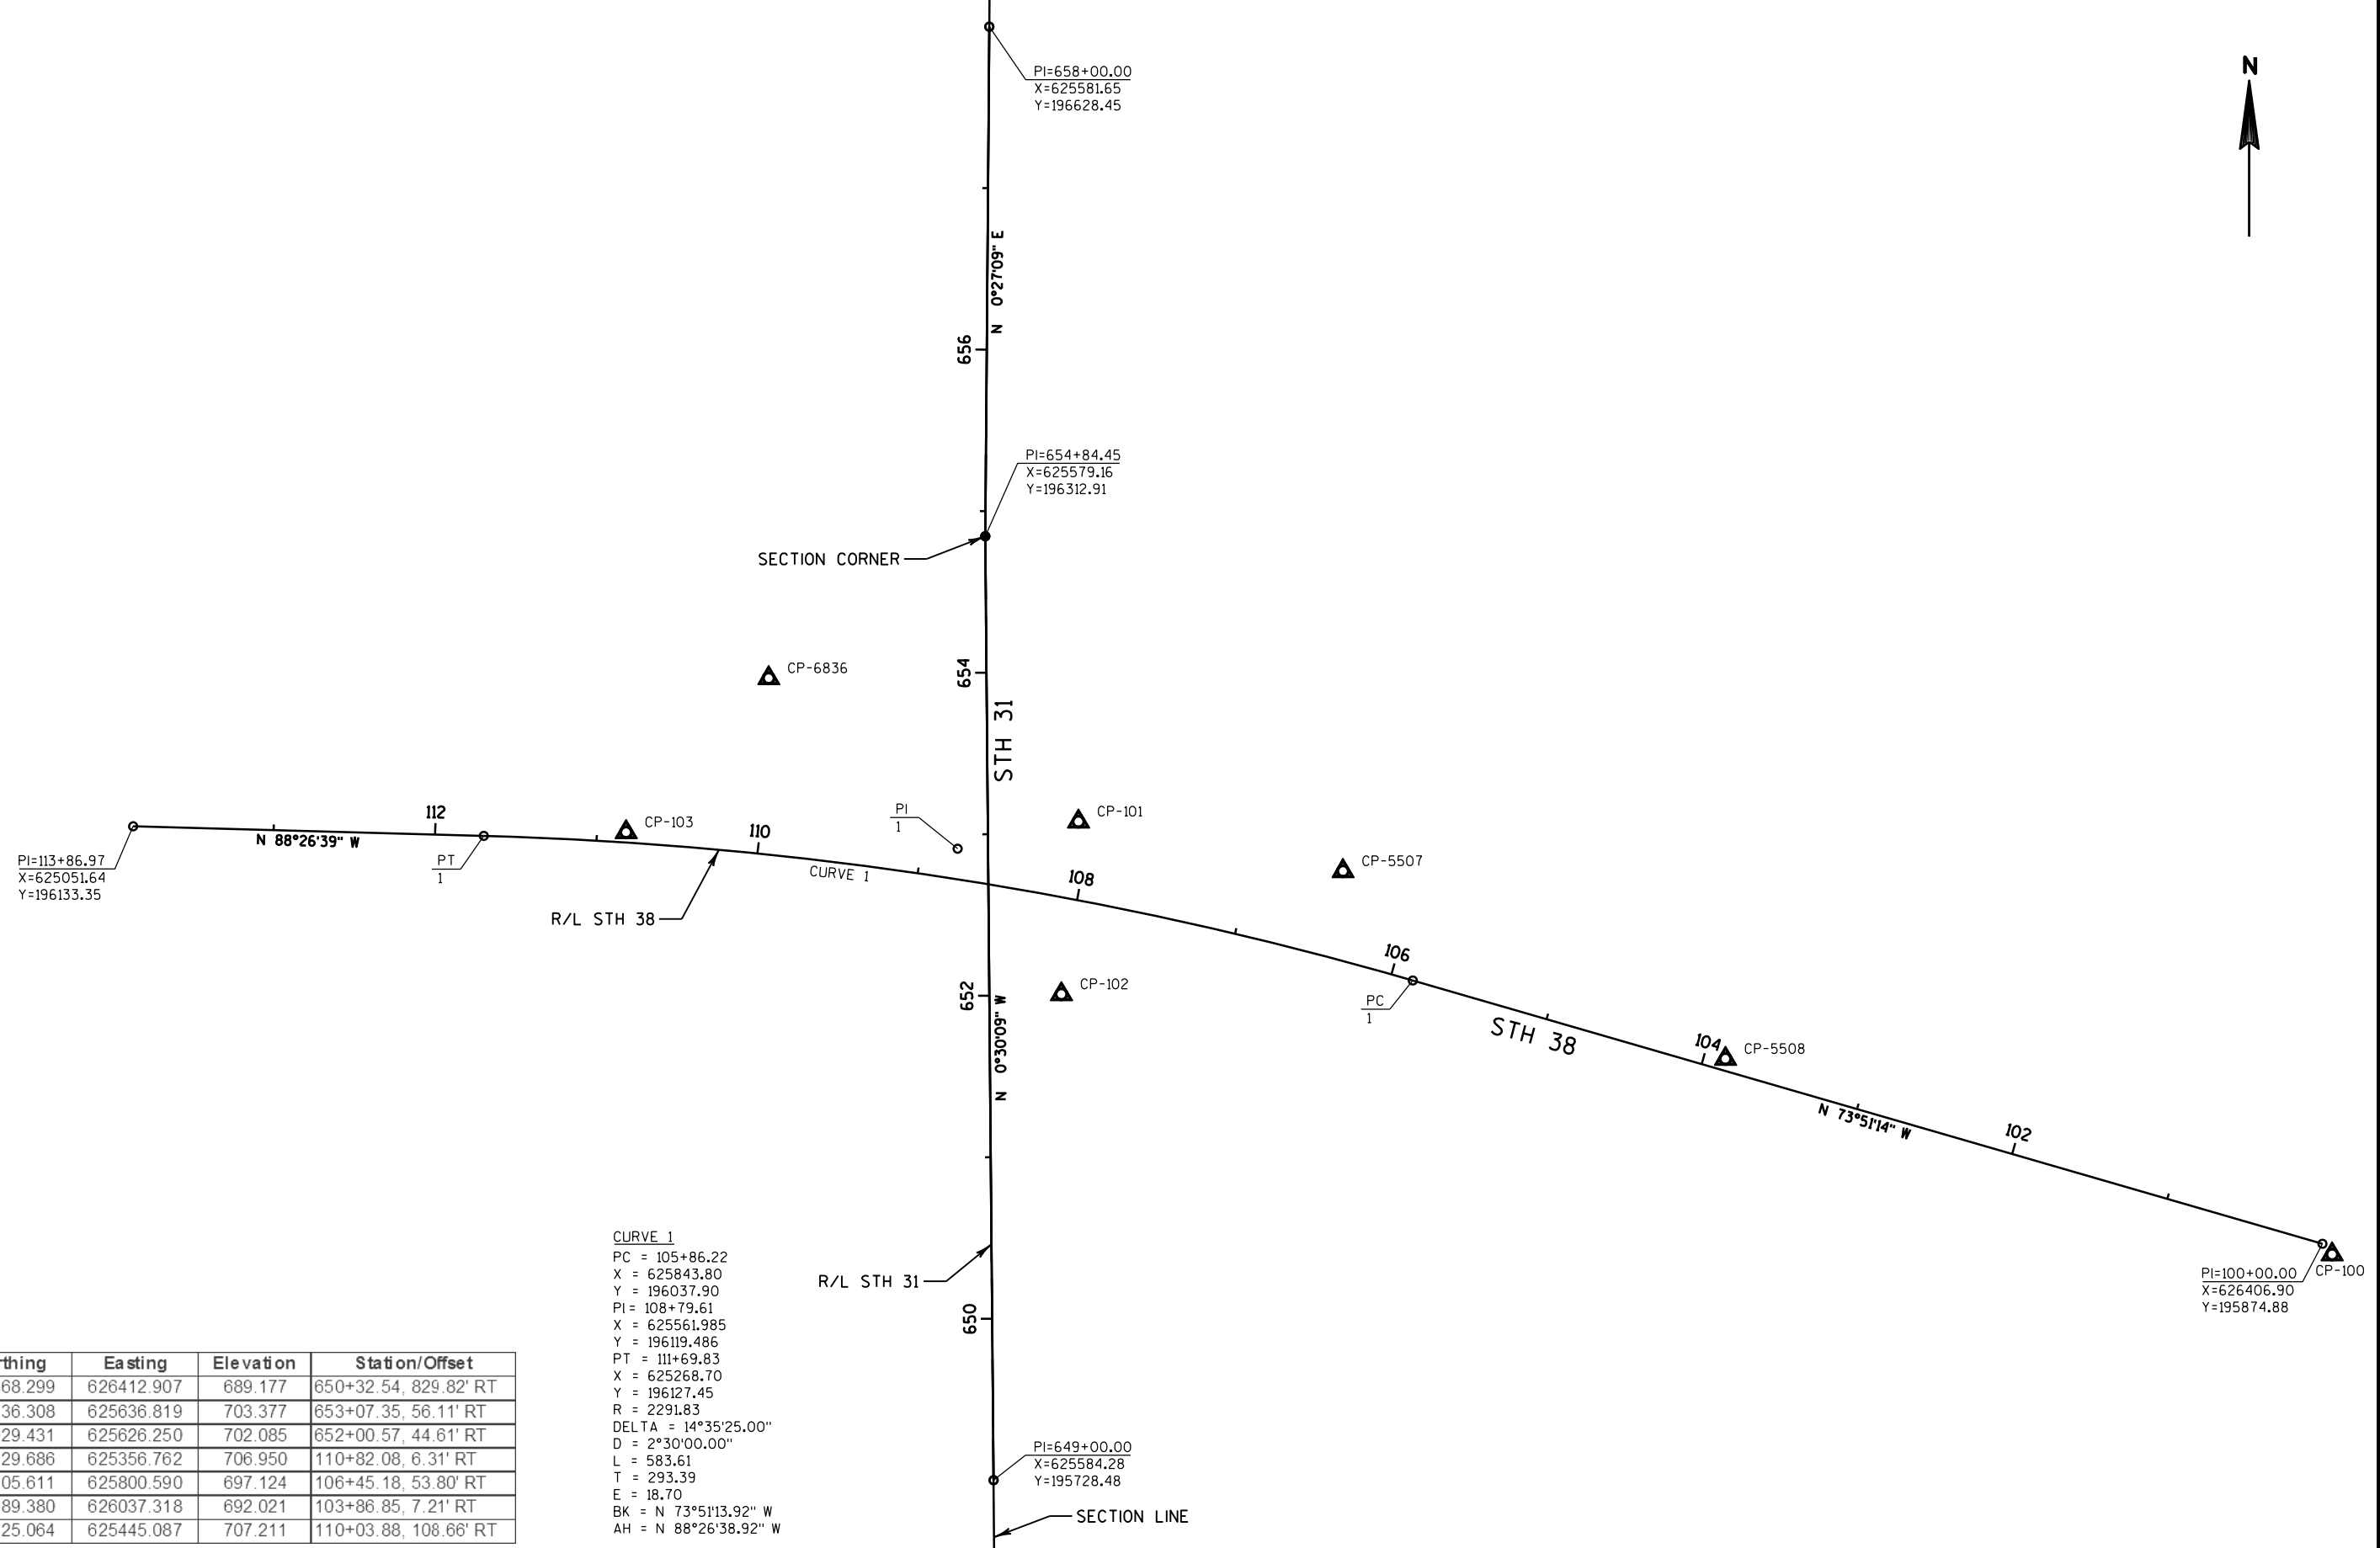 N
PI=658+00.00
X=625581.65
Y=196628.45
N 0°27'09" E
656
PI=654+84.45
X=625579.16
Y=196312.91
SECTION CORNER
CP-6836
654
STH 31
PI
1
CP-101
CP-103
112
110
N 88°26'39" W
PI=113+86.97
X=625051.64
Y=196133.35
PT
1
CURVE 1
108
CP-5507
R/L STH 38
106
652
CP-102
PC
1
N 0°30'09" W
STH 38
104
CP-5508
N 73°51'14" W
102
CURVE 1
PC = 105+86.22
X = 625843.80
Y = 196037.90
PI= 108+79.61
X = 625561.985
Y = 196119.486
PT = 111+69.83
X = 625268.70
Y = 196127.45
R = 2291.83
DELTA = 14°35'25.00"
D = 2°30'00.00"
L = 583.61
T = 293.39
E = 18.70
BK = N 73°51'13.92" W
AH = N 88°26'38.92" W
R/L STH 31
650
PI=100+00.00
X=626406.90
Y=195874.88
CP-100
PI=649+00.00
X=625584.28
Y=195728.48
SECTION LINE
thing Easting Elevation Station/Offset
68.299 626412.907 689.177 650+32.54, 829.82' RT
36.308 625636.819 703.377 653+07.35, 56.11' RT
29.431 625626.250 702.085 652+00.57, 44.61' RT
29.686 625356.762 706.950 110+82.08, 6.31' RT
05.611 625800.590 697.124 106+45.18, 53.80' RT
89.380 626037.318 692.021 103+86.85, 7.21' RT
25.064 625445.087 707.211 110+03.88, 108.66' RT